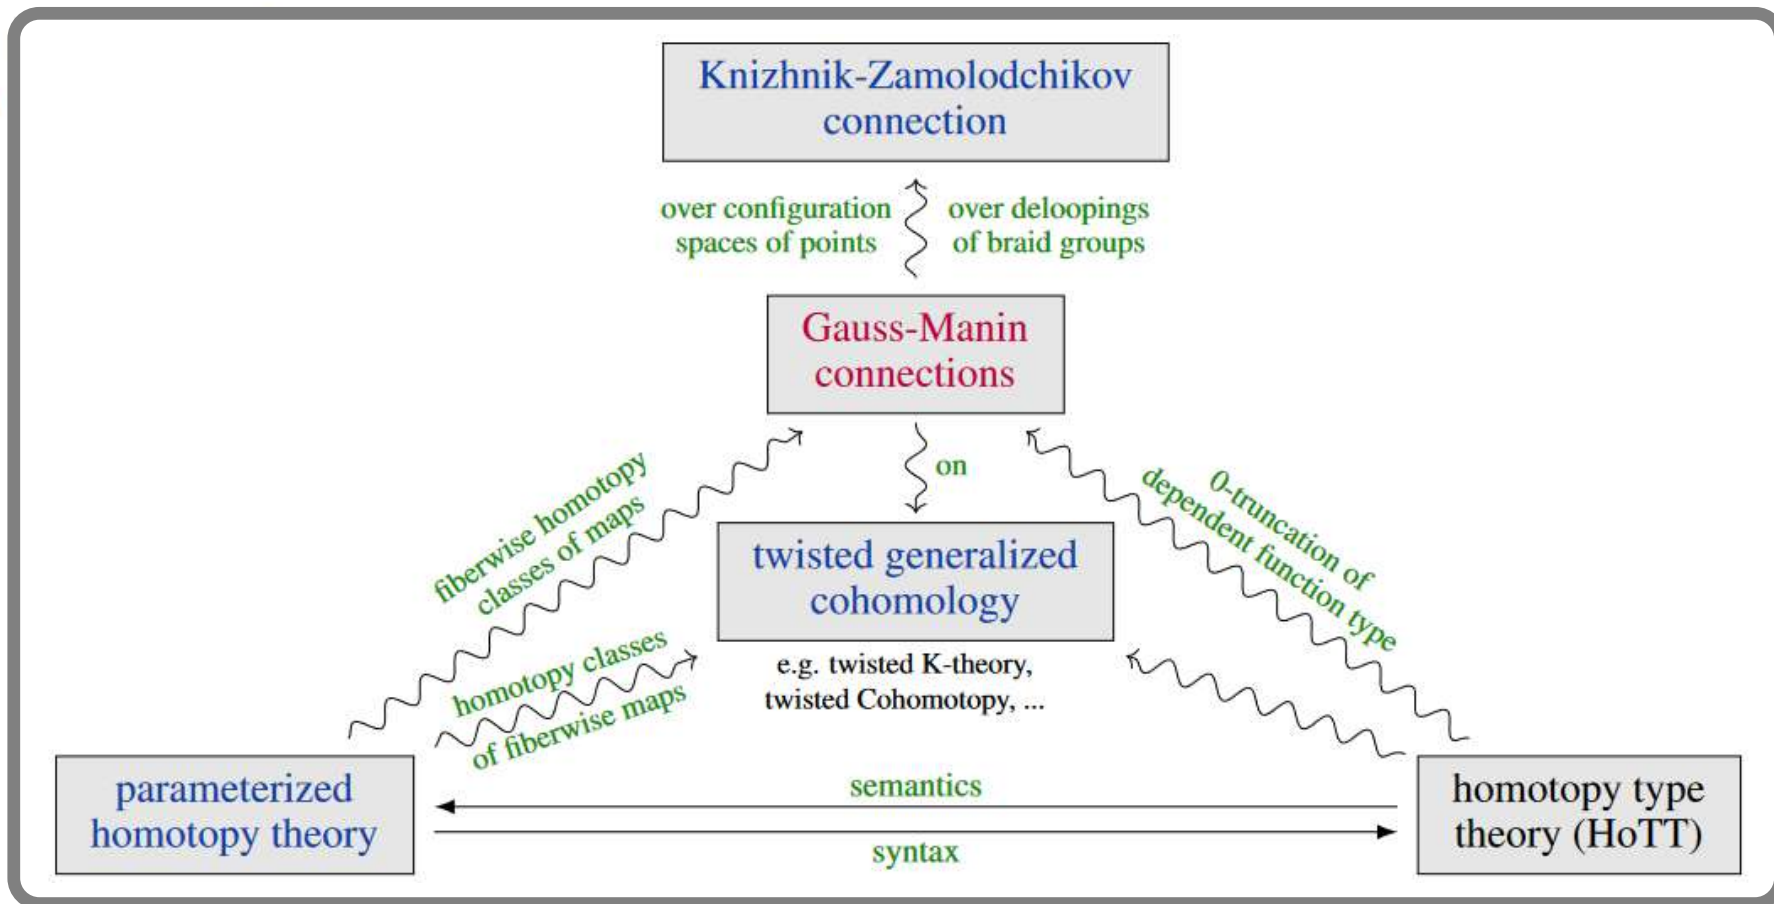 Knizhnik-Zamolodchikov
connection
over configuration
spaces of points
over deloopings
of braid groups
Gauss-Manin
connections
on
fiberwise homotopy
classes of maps
0-truncation of
dependent function type
twisted generalized
cohomology
e.g. twisted K-theory,
twisted Cohomotopy, ...
homotopy classes
of fiberwise maps
parameterized
homotopy theory
semantics
syntax
homotopy type
theory (HoTT)